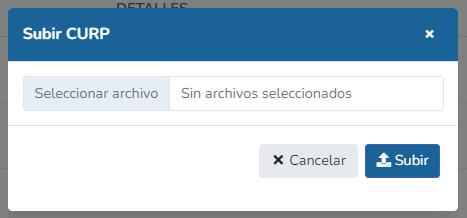 DETALLES
Subir CURP
×
Seleccionar archivo Sin archivos seleccionados
× Cancelar Subir